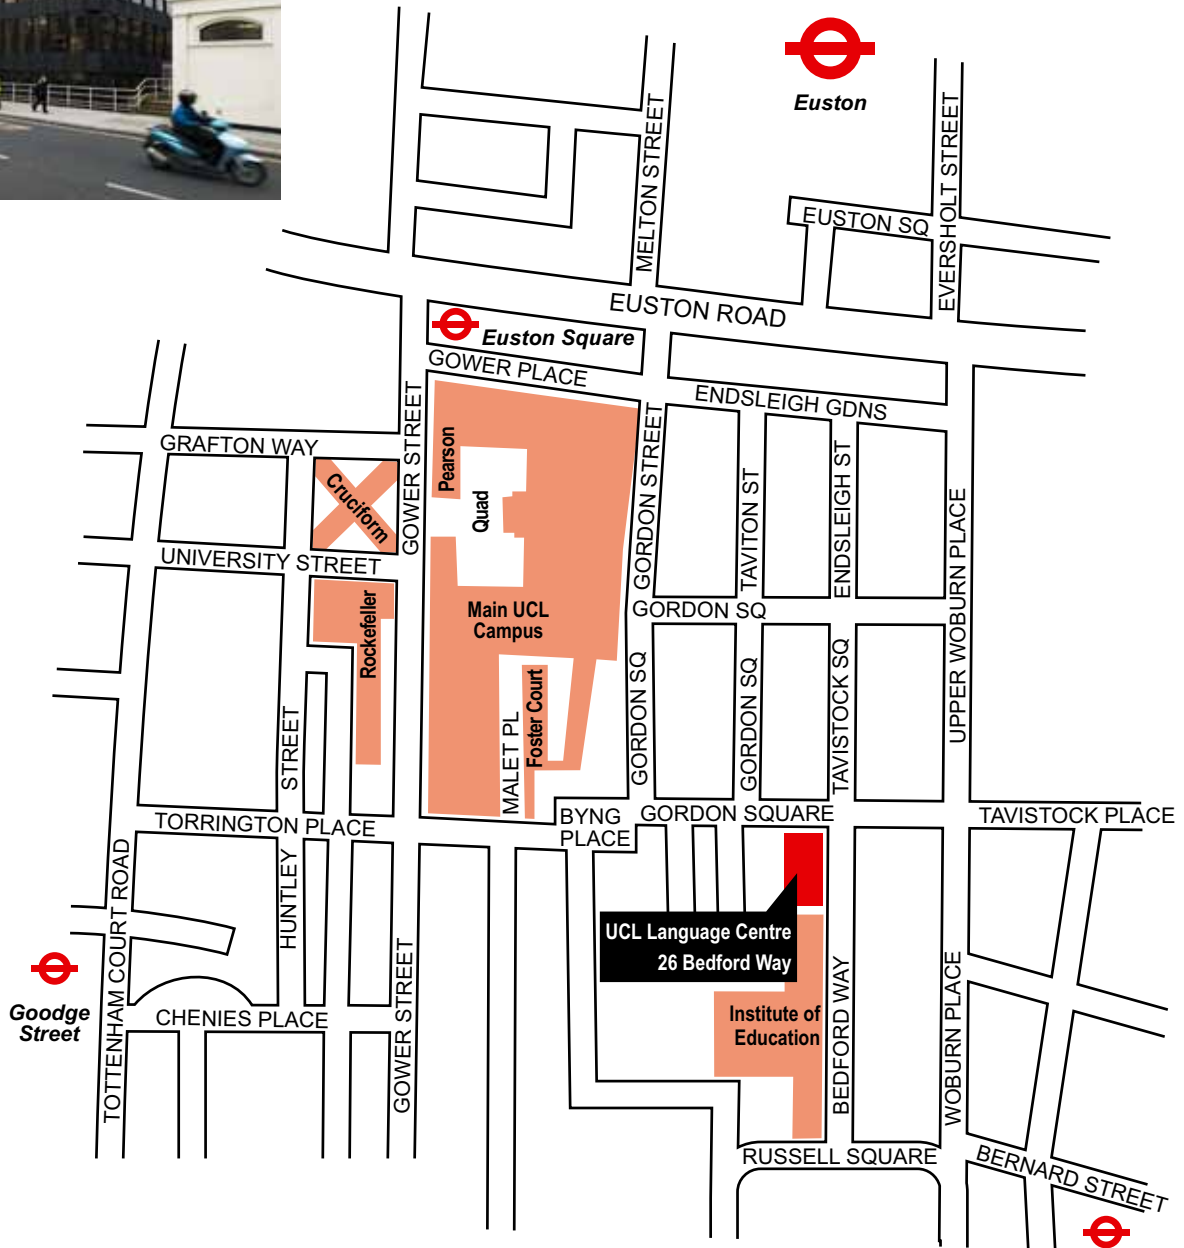 Euston
MELTON STREET
EVERSHOLT STREET
EUSTON SQ
EUSTON ROAD
Euston Square
GOWER PLACE
ENDSLEIGH GDNS
GRAFTON WAY
GOWER STREET
Pearson
Cruciform
Quad
GORDON STREET
TAVITON ST
ENDSLEIGH ST
UPPER WOBURN PLACE
UNIVERSITY STREET
Rockefeller
Main UCL
Campus
GORDON SQ
GORDON SQ
GORDON SQ
TAVISTOCK SQ
STREET
MALET PL
Foster Court
TORRINGTON PLACE
BYNG
PLACE
GORDON SQUARE
TAVISTOCK PLACE
TOTTENHAM COURT ROAD
HUNTLEY
UCL Language Centre
26 Bedford Way
GOWER STREET
BEDFORD WAY
WOBURN PLACE
Goodge
Street
CHENIES PLACE
Institute of
Education
RUSSELL SQUARE
BERNARD STREET